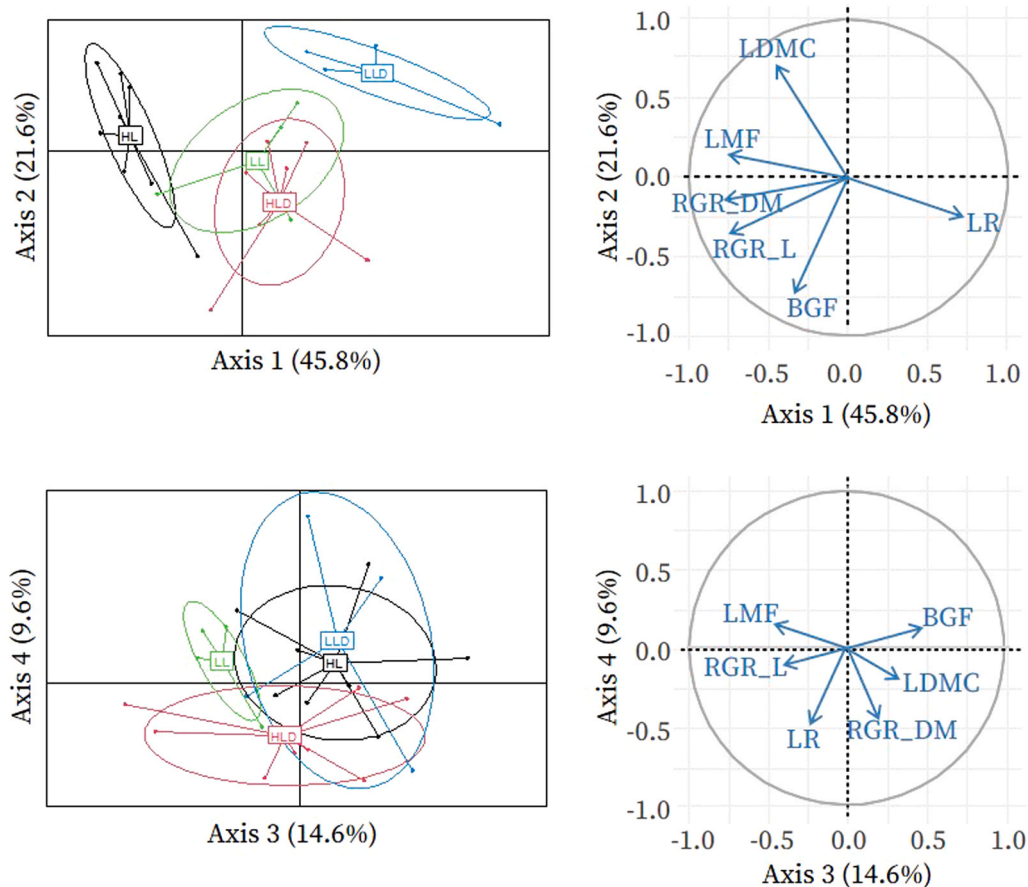 Axis 2 (21.6%)
HL
LL
LLD
HLD
Axis 1 (45.8%)
Axis 2 (21.6%)
1.0
0.5
0.0
-0.5
-1.0
LDMC
LMF
RGR_DM
RGR_L
BGF
LR
-1.0 -0.5 0.0 0.5 1.0
Axis 1 (45.8%)
Axis 4 (9.6%)
LL
LLD
HL
HLD
Axis 3 (14.6%)
Axis 4 (9.6%)
1.0
0.5
0.0
-0.5
-1.0
LMF
BGF
RGR_L
LDMC
LR
RGR_DM
-1.0 -0.5 0.0 0.5 1.0
Axis 3 (14.6%)